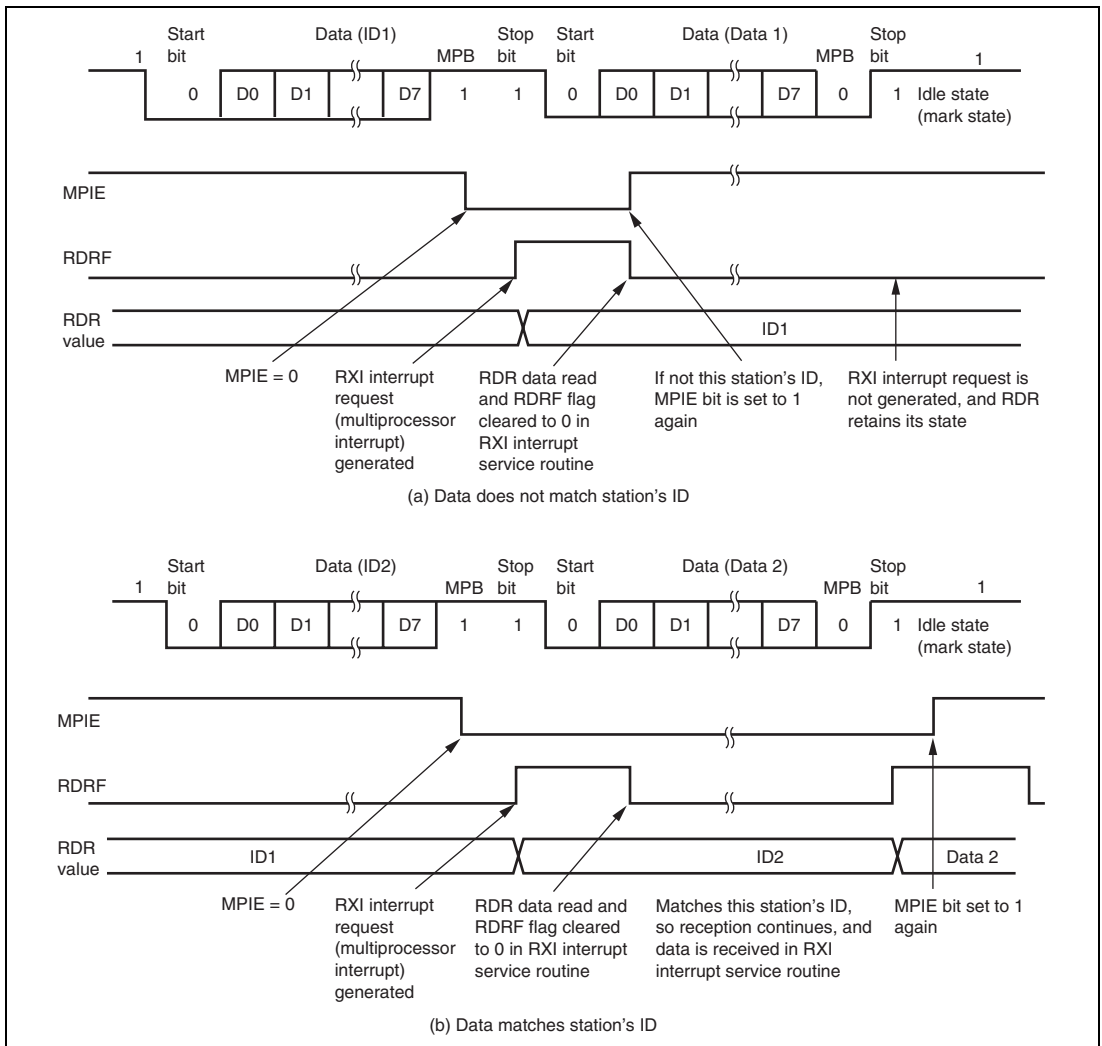 Start bit Data (ID1) MPB Stop bit Start bit Data (Data 1) MPB Stop bit
1 1
0 D0 D1 D7 1 1 0 D0 D1 D7 0 1 Idle state (mark state)
MPIE
RDRF
RDR value
ID1
MPIE = 0
RXI interrupt
request
(multiprocessor
interrupt)
generated
RDR data read
and RDRF flag
cleared to 0 in
RXI interrupt
service routine
If not this station's ID,
MPIE bit is set to 1
again
RXI interrupt request is
not generated, and RDR
retains its state
(a) Data does not match station's ID
Start bit Data (ID2) MPB Stop bit Start bit Data (Data 2) MPB Stop bit
1 1
0 D0 D1 D7 1 1 0 D0 D1 D7 0 1 Idle state (mark state)
MPIE
RDRF
RDR value
ID1 ID2 Data 2
MPIE = 0
RXI interrupt
request
(multiprocessor
interrupt)
generated
RDR data read and
RDRF flag cleared
to 0 in RXI interrupt
service routine
Matches this station's ID,
so reception continues, and
data is received in RXI
interrupt service routine
MPIE bit set to 1
again
(b) Data matches station's ID